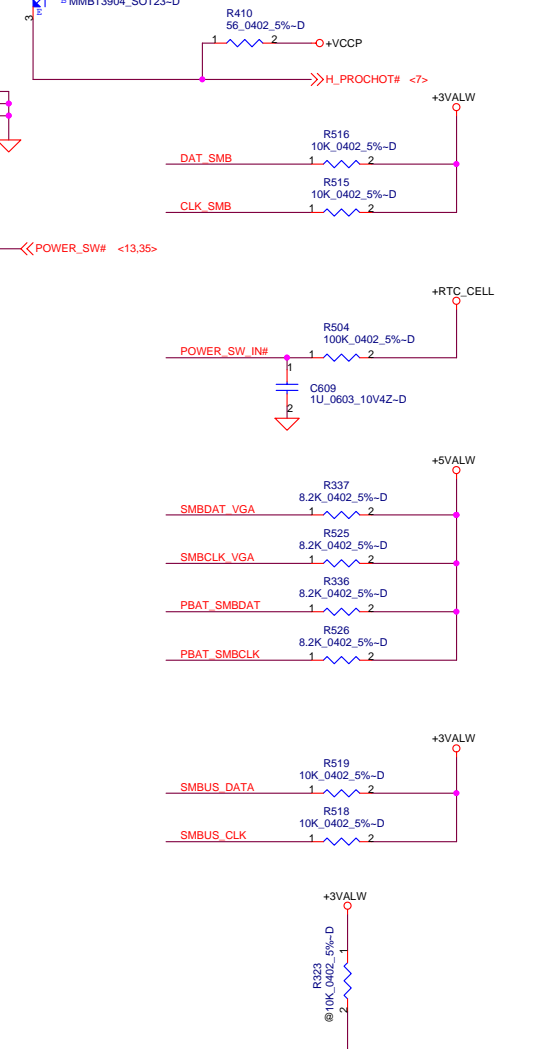 MMBT3904_SOT23~D
E
3
R410
56_0402_5%~D
1 2
+VCCP
H_PROCHOT# <7>
+3VALW
R516
10K_0402_5%~D
DAT_SMB
1 2
R515
10K_0402_5%~D
CLK_SMB
1 2
POWER_SW# <13,35>
+RTC_CELL
R504
100K_0402_5%~D
POWER_SW_IN#
1 2
1
C609
1U_0603_10V4Z~D
2
+5VALW
R337
8.2K_0402_5%~D
SMBDAT_VGA
1 2
R525
8.2K_0402_5%~D
SMBCLK_VGA
1 2
R336
8.2K_0402_5%~D
PBAT_SMBDAT
1 2
R526
8.2K_0402_5%~D
PBAT_SMBCLK
1 2
+3VALW
R519
10K_0402_5%~D
SMBUS_DATA
1 2
R518
10K_0402_5%~D
SMBUS_CLK
1 2
+3VALW
1
R323
@10K_0402_5%~D
2